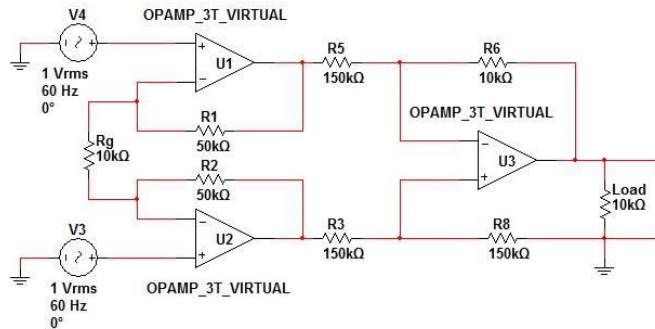 OPAMP_3T_VIRTUAL
V4
1 Vrms
60 Hz
0°
+
−
U1
R5
150kΩ
R6
10kΩ
OPAMP_3T_VIRTUAL
R1
50kΩ
Rg
10kΩ
R2
50kΩ
−
+
U3
Load
10kΩ
−
+
U2
R3
150kΩ
R8
150kΩ
V3
1 Vrms
60 Hz
0°
OPAMP_3T_VIRTUAL